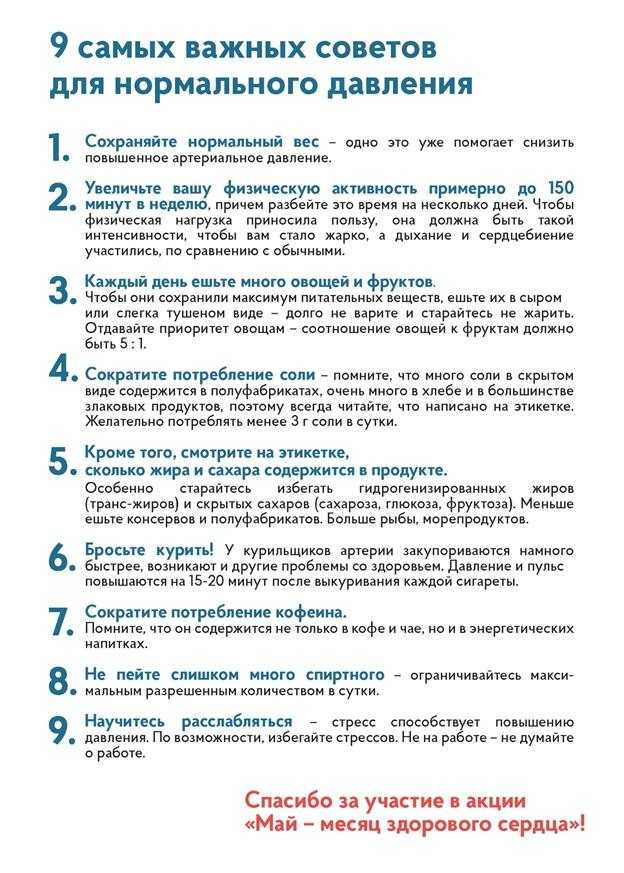 9 самых важных советов
для нормального давления
1. Сохраняйте нормальный вес – одно это уже помогает снизить
повышенное артериальное давление.
2. Увеличьте вашу физическую активность примерно до 150
минут в неделю, причем разбейте это время на несколько дней. Чтобы
физическая нагрузка приносила пользу, она должна быть такой
интенсивности, чтобы вам стало жарко, а дыхание и сердцебиение
участились, по сравнению с обычными.
3. Каждый день ешьте много овощей и фруктов.
Чтобы они сохранили максимум питательных веществ, ешьте их в сыром
или слегка тушеном виде – долго не варите и старайтесь не жарить.
Отдавайте приоритет овощам – соотношение овощей к фруктам должно
быть 5 : 1.
4. Сократите потребление соли – помните, что много соли в скрытом
виде содержится в полуфабрикатах, очень много в хлебе и в большинстве
злаковых продуктов, поэтому всегда читайте, что написано на этикетке.
Желательно потреблять менее 3 г соли в сутки.
5. Кроме того, смотрите на этикетке,
сколько жира и сахара содержится в продукте.
Особенно старайтесь избегать гидрогенизированных жиров
(транс-жиров) и скрытых сахаров (сахароза, глюкоза, фруктоза). Меньше
ешьте консервов и полуфабрикатов. Больше рыбы, морепродуктов.
6. Бросьте курить! У курильщиков артерии закупориваются намного
быстрее, возникают и другие проблемы со здоровьем. Давление и пульс
повышаются на 15-20 минут после выкуривания каждой сигареты.
7. Сократите потребление кофеина.
Помните, что он содержится не только в кофе и чае, но и в энергетических
напитках.
8. Не пейте слишком много спиртного – ограничивайтесь макси-
мальным разрешенным количеством в сутки.
9. Научитесь расслабляться – стресс способствует повышению
давления. По возможности, избегайте стрессов. Не на работе – не думайте
о работе.
Спасибо за участие в акции
«Май – месяц здорового сердца»!